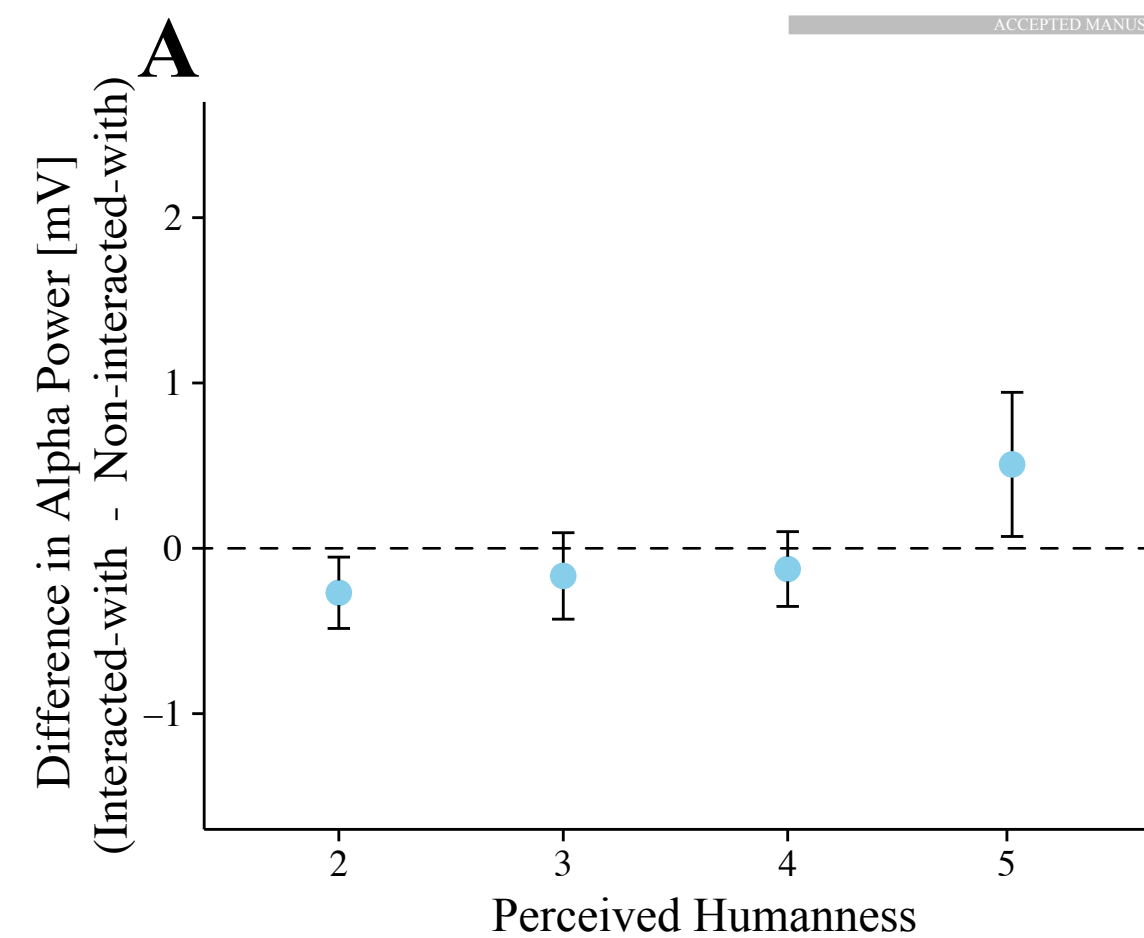 A
ACCEPTED MANUS
Difference in Alpha Power [mV]
(Interacted-with - Non-interacted-with)
2
1
0
−1
2 3 4 5
Perceived Humanness